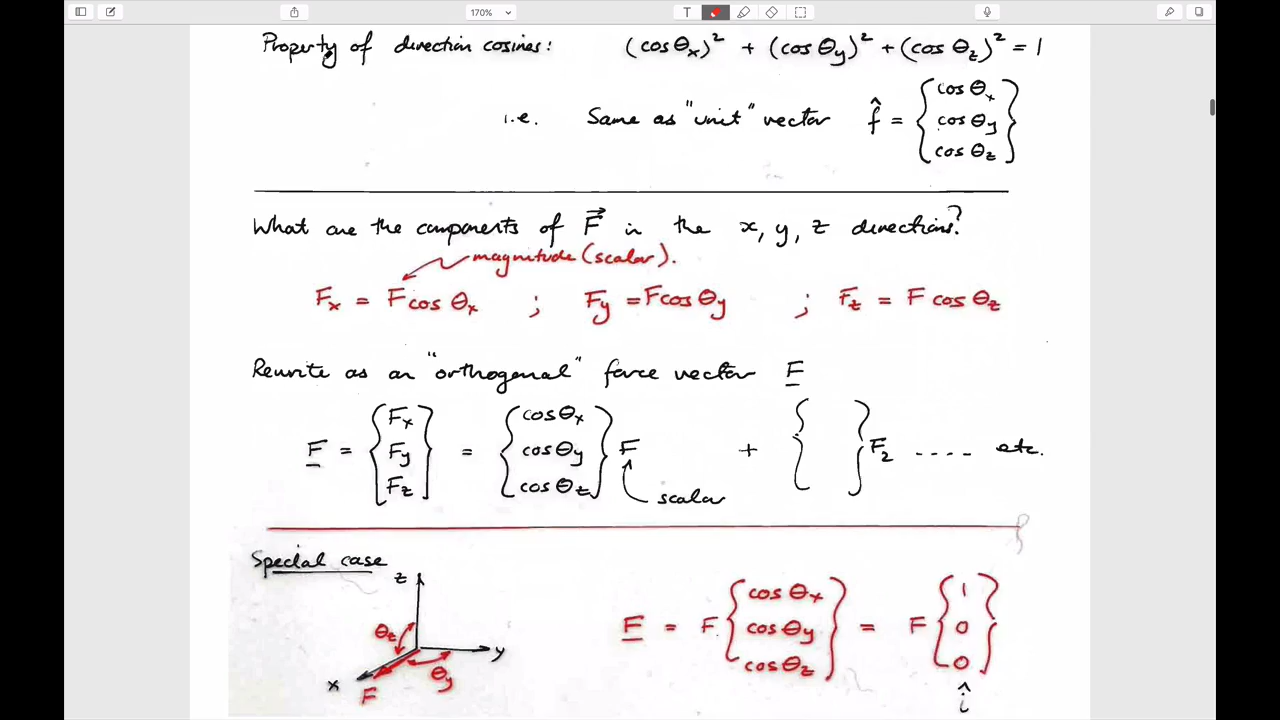 170%
T
Property of direction cosines: (cos θx)² + (cos θy)² + (cos θz)² = 1
i.e. Same as "unit" vector f̂ = { cos θx
cos θy
cos θz }
What are the components of F⃗ in the x, y, z directions?
magnitude (scalar).
Fx = F cos θx ; Fy = F cos θy ; Fz = F cos θz
Rewrite as an "orthogonal" force vector F
F = { Fx Fy Fz } = { cos θx cos θy cos θz } F + { } F2 .... etc.
scalar
Special case
z
θz
y
θy
x
F
F = F { cos θx cos θy cos θz } = F { 1 0 0 }
î